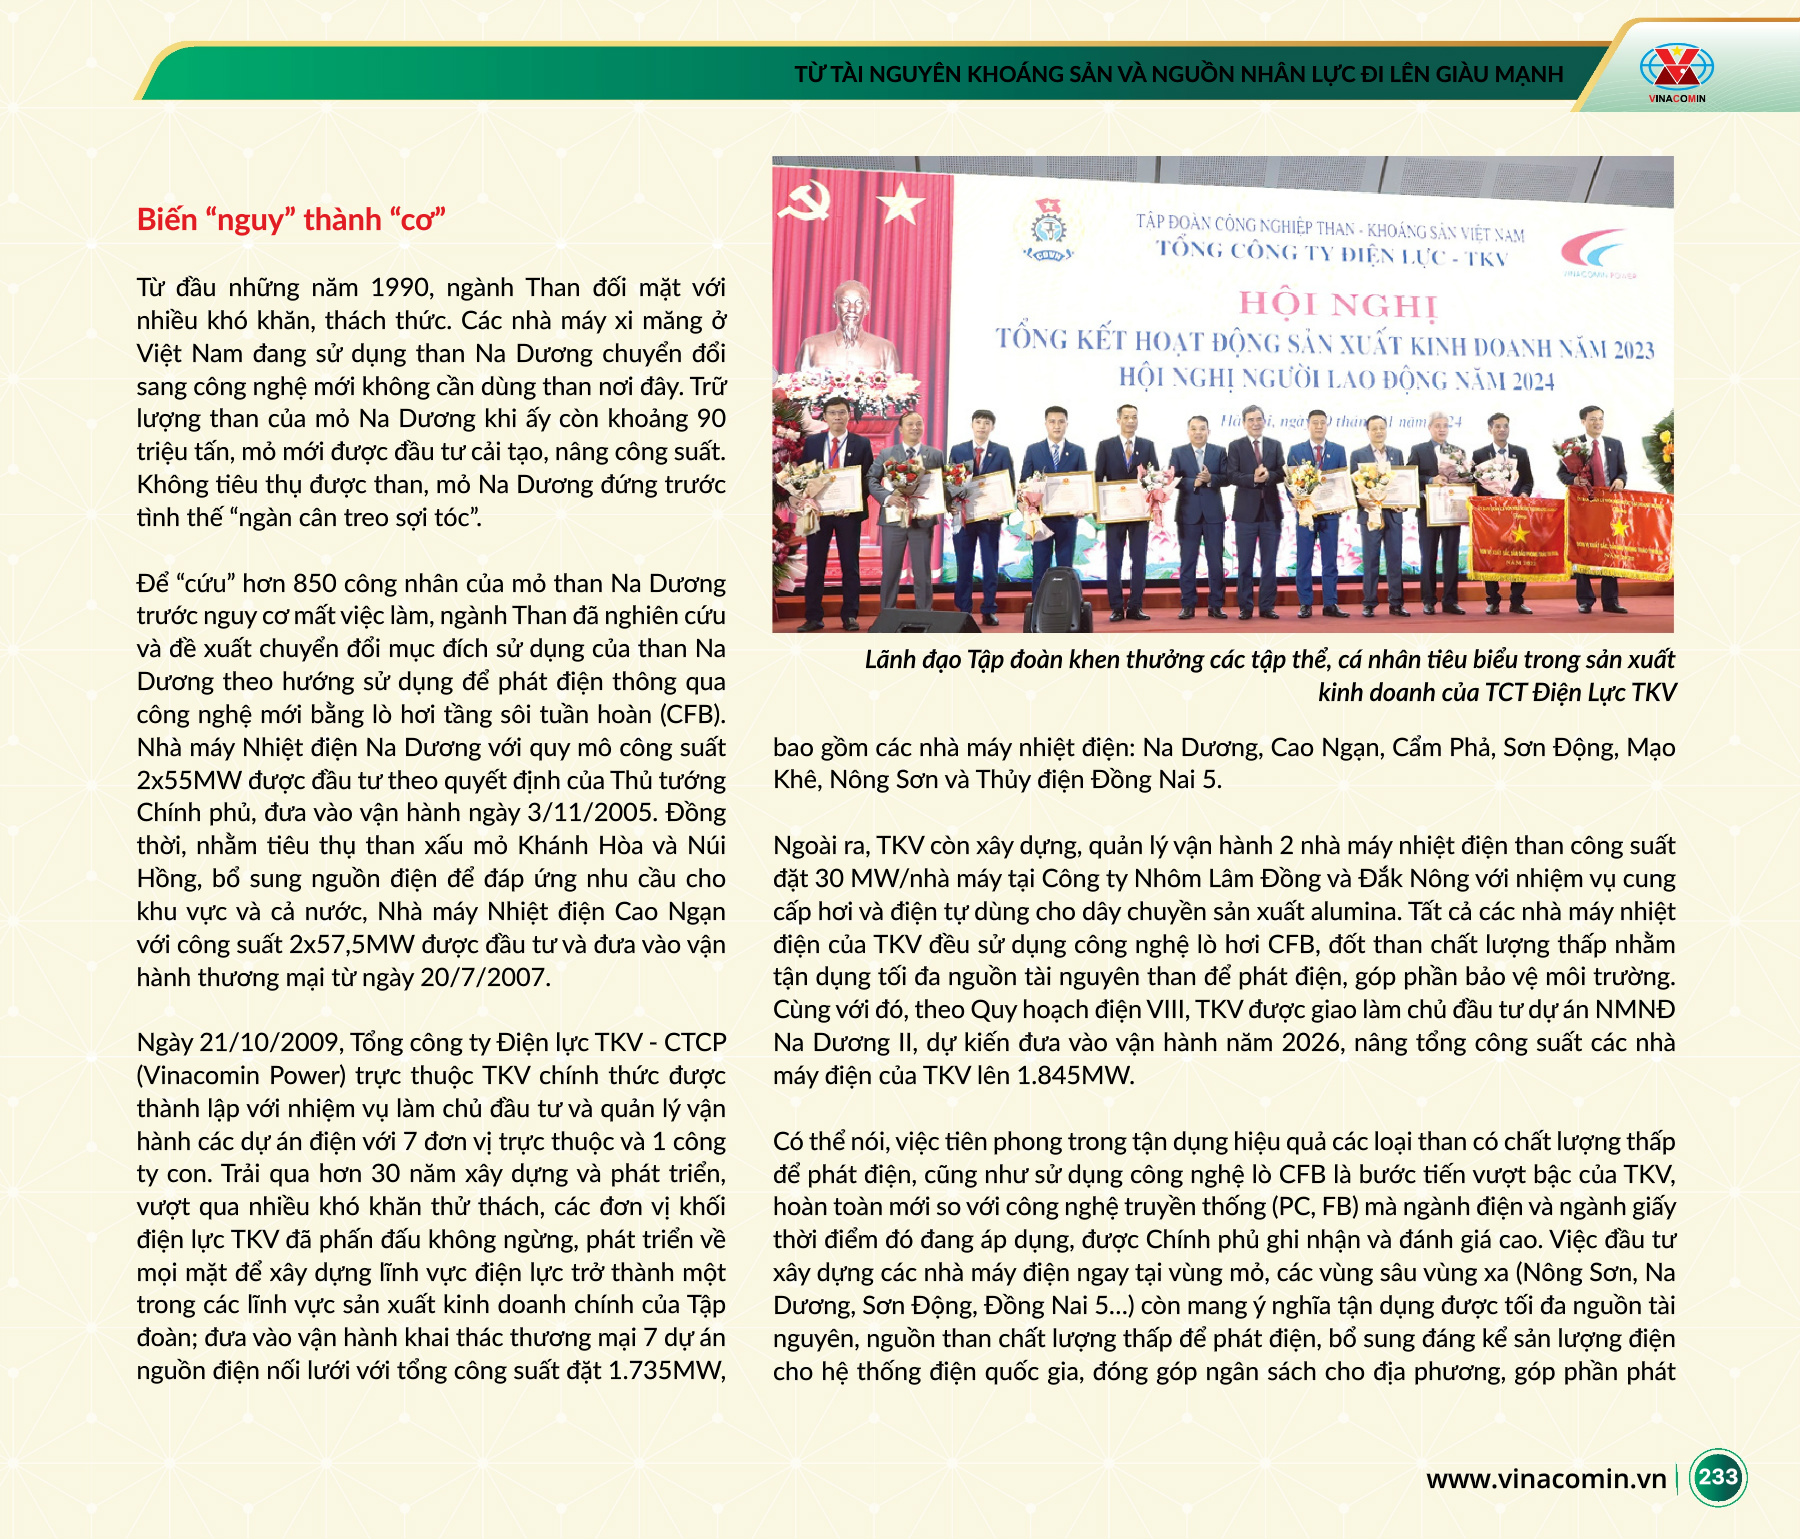 TỪ TÀI NGUYÊN KHOÁNG SẢN VÀ NGUỒN NHÂN LỰC ĐI LÊN GIÀU MẠNH
VINACOMIN
Biến “nguy” thành “cơ”
Từ đầu những năm 1990, ngành Than đối mặt với
nhiều khó khăn, thách thức. Các nhà máy xi măng ở
Việt Nam đang sử dụng than Na Dương chuyển đổi
sang công nghệ mới không cần dùng than nơi đây. Trữ
lượng than của mỏ Na Dương khi ấy còn khoảng 90
triệu tấn, mỏ mới được đầu tư cải tạo, nâng công suất.
Không tiêu thụ được than, mỏ Na Dương đứng trước
tình thế “ngàn cân treo sợi tóc”.
Để “cứu” hơn 850 công nhân của mỏ than Na Dương
trước nguy cơ mất việc làm, ngành Than đã nghiên cứu
và đề xuất chuyển đổi mục đích sử dụng của than Na
Dương theo hướng sử dụng để phát điện thông qua
công nghệ mới bằng lò hơi tầng sôi tuần hoàn (CFB).
Nhà máy Nhiệt điện Na Dương với quy mô công suất
2x55MW được đầu tư theo quyết định của Thủ tướng
Chính phủ, đưa vào vận hành ngày 3/11/2005. Đồng
thời, nhằm tiêu thụ than xấu mỏ Khánh Hòa và Núi
Hồng, bổ sung nguồn điện để đáp ứng nhu cầu cho
khu vực và cả nước, Nhà máy Nhiệt điện Cao Ngạn
với công suất 2x57,5MW được đầu tư và đưa vào vận
hành thương mại từ ngày 20/7/2007.
Ngày 21/10/2009, Tổng công ty Điện lực TKV - CTCP
(Vinacomin Power) trực thuộc TKV chính thức được
thành lập với nhiệm vụ làm chủ đầu tư và quản lý vận
hành các dự án điện với 7 đơn vị trực thuộc và 1 công
ty con. Trải qua hơn 30 năm xây dựng và phát triển,
vượt qua nhiều khó khăn thử thách, các đơn vị khối
điện lực TKV đã phấn đấu không ngừng, phát triển về
mọi mặt để xây dựng lĩnh vực điện lực trở thành một
trong các lĩnh vực sản xuất kinh doanh chính của Tập
đoàn; đưa vào vận hành khai thác thương mại 7 dự án
nguồn điện nối lưới với tổng công suất đặt 1.735MW,
TẬP ĐOÀN CÔNG NGHIỆP THAN - KHOÁNG SẢN VIỆT NAM
TỔNG CÔNG TY ĐIỆN LỰC - TKV
VINACOMIN POWER
HỘI NGHỊ
TỔNG KẾT HOẠT ĐỘNG SẢN XUẤT KINH DOANH NĂM 2023
HỘI NGHỊ NGƯỜI LAO ĐỘNG NĂM 2024
Lãnh đạo Tập đoàn khen thưởng các tập thể, cá nhân tiêu biểu trong sản xuất
kinh doanh của TCT Điện Lực TKV
bao gồm các nhà máy nhiệt điện: Na Dương, Cao Ngạn, Cẩm Phả, Sơn Động, Mạo
Khê, Nông Sơn và Thủy điện Đồng Nai 5.
Ngoài ra, TKV còn xây dựng, quản lý vận hành 2 nhà máy nhiệt điện than công suất
đặt 30 MW/nhà máy tại Công ty Nhôm Lâm Đồng và Đắk Nông với nhiệm vụ cung
cấp hơi và điện tự dùng cho dây chuyền sản xuất alumina. Tất cả các nhà máy nhiệt
điện của TKV đều sử dụng công nghệ lò hơi CFB, đốt than chất lượng thấp nhằm
tận dụng tối đa nguồn tài nguyên than để phát điện, góp phần bảo vệ môi trường.
Cùng với đó, theo Quy hoạch điện VIII, TKV được giao làm chủ đầu tư dự án NMNĐ
Na Dương II, dự kiến đưa vào vận hành năm 2026, nâng tổng công suất các nhà
máy điện của TKV lên 1.845MW.
Có thể nói, việc tiên phong trong tận dụng hiệu quả các loại than có chất lượng thấp
để phát điện, cũng như sử dụng công nghệ lò CFB là bước tiến vượt bậc của TKV,
hoàn toàn mới so với công nghệ truyền thống (PC, FB) mà ngành điện và ngành giấy
thời điểm đó đang áp dụng, được Chính phủ ghi nhận và đánh giá cao. Việc đầu tư
xây dựng các nhà máy điện ngay tại vùng mỏ, các vùng sâu vùng xa (Nông Sơn, Na
Dương, Sơn Động, Đồng Nai 5...) còn mang ý nghĩa tận dụng được tối đa nguồn tài
nguyên, nguồn than chất lượng thấp để phát điện, bổ sung đáng kể sản lượng điện
cho hệ thống điện quốc gia, đóng góp ngân sách cho địa phương, góp phần phát
www.vinacomin.vn
233